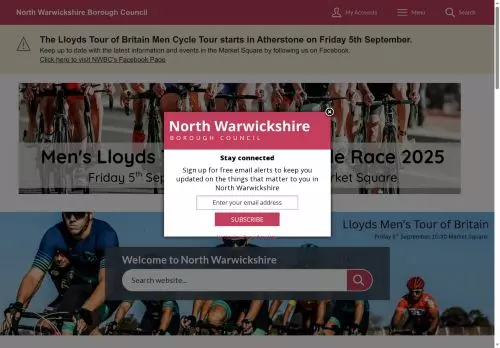 North Warwickshire Borough Council
My Accounts
Menu
Search
The Lloyds Tour of Britain Men Cycle Tour starts in Atherstone on Friday 5th September.
Keep up to date with the latest information and events in the Market Square by following us on Facebook.
Click here to visit NWBC's Facebook Page
North Warwickshire
BOROUGH COUNCIL
Stay connected
Sign up for free email alerts to keep you
updated on the things that matter to you in
North Warwickshire
Enter your email address
SUBSCRIBE
Men's Lloyds T
le Race 2025
Friday 5th Sep
rket Square
Lloyds Men's Tour of Britain
Friday 5th September, 10:30 Market Square
Welcome to North Warwickshire
Search website...